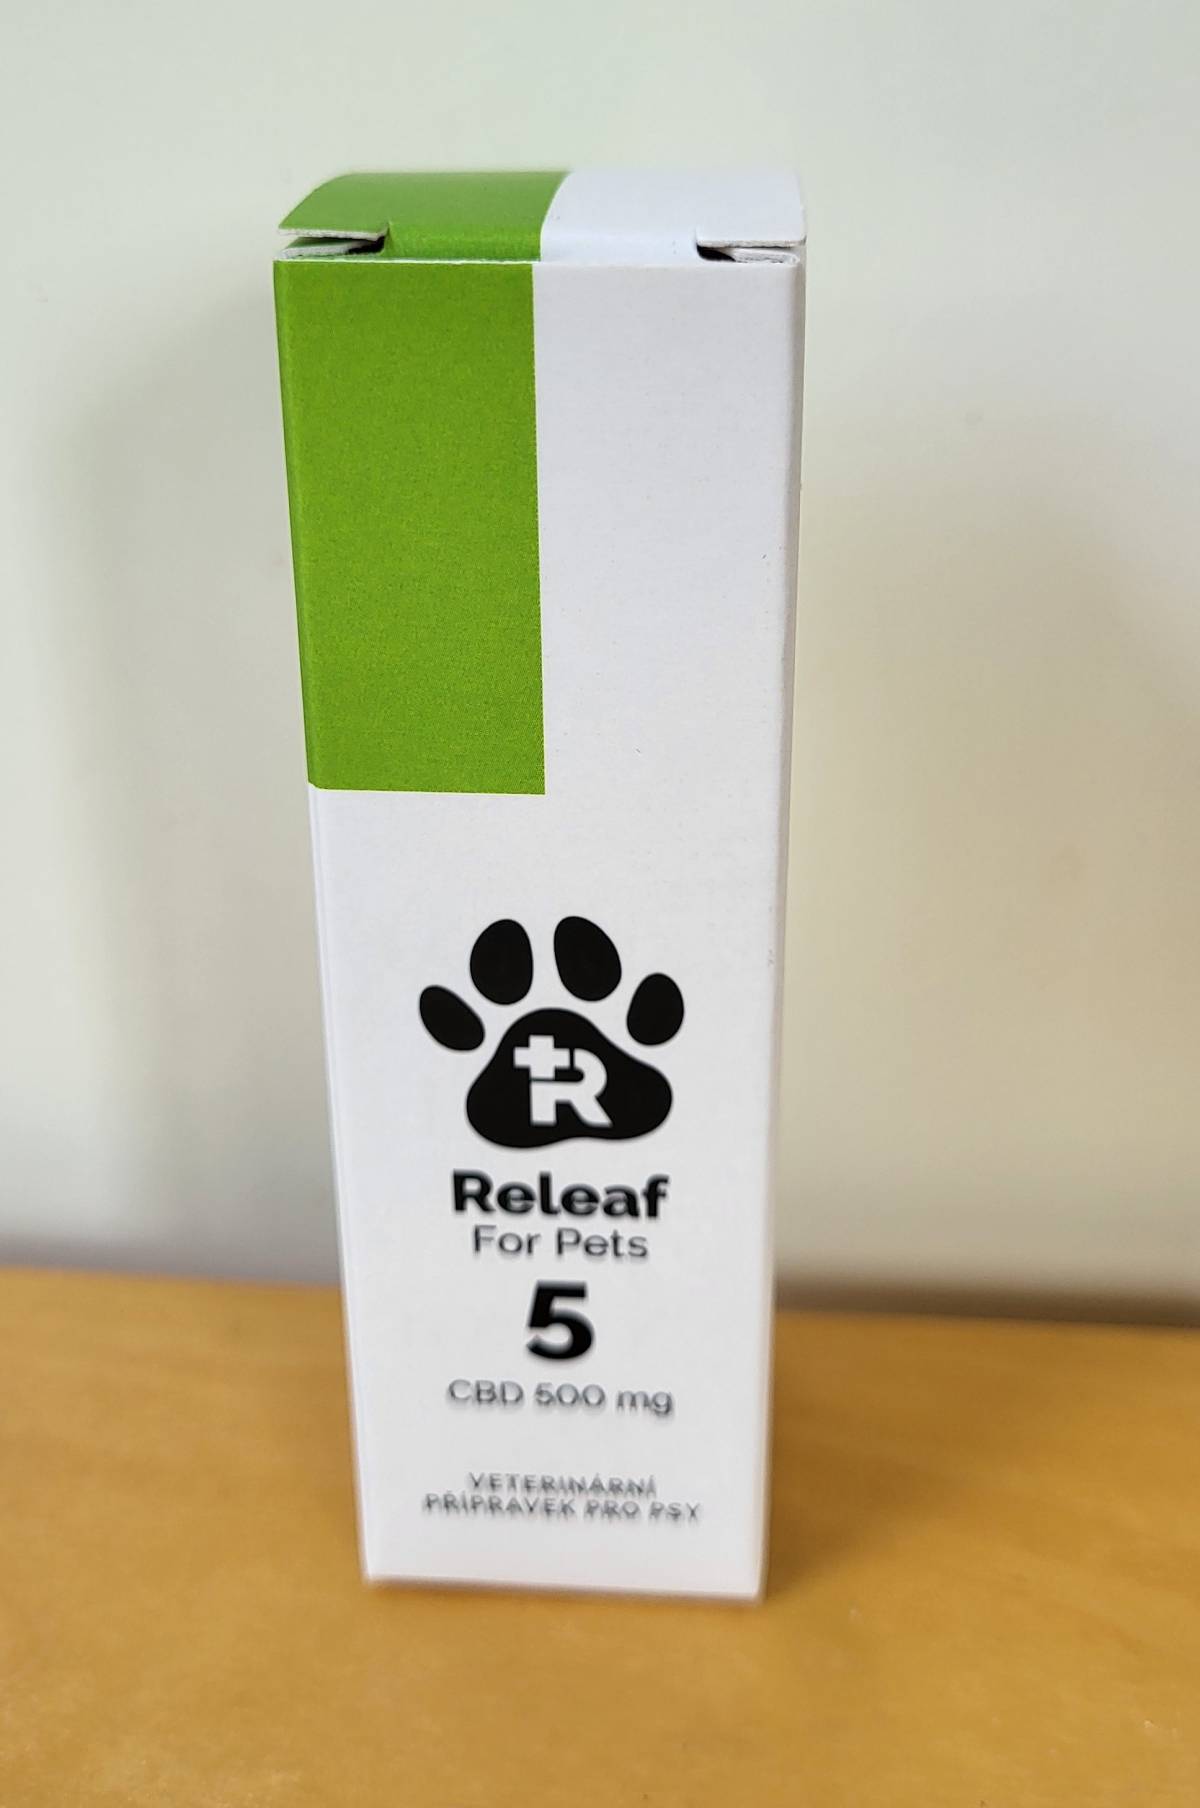 +R
Releaf
For Pets
5
CBD 500 mg
VETERINÁRNÍ
PŘÍPRAVEK PRO PSY